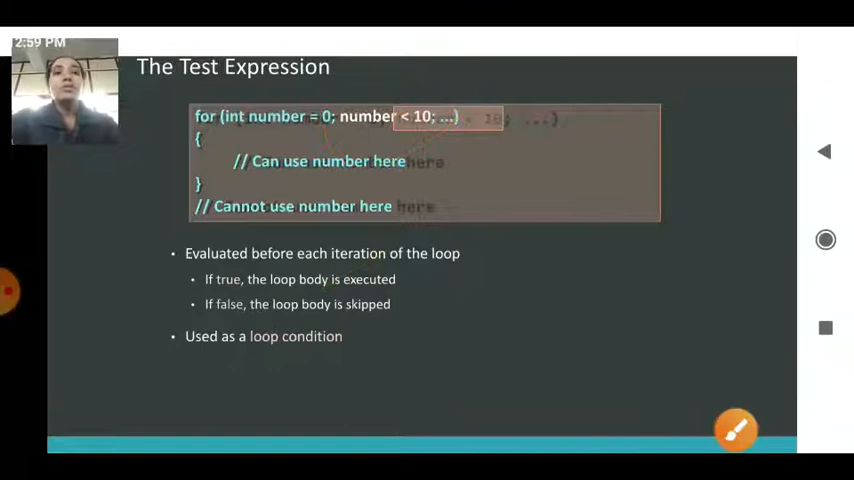 2:59 PM
The Test Expression
for (int number = 0; number < 10; ...)
{
// Can use number here
}
// Cannot use number here
• Evaluated before each iteration of the loop
• If true, the loop body is executed
• If false, the loop body is skipped
• Used as a loop condition